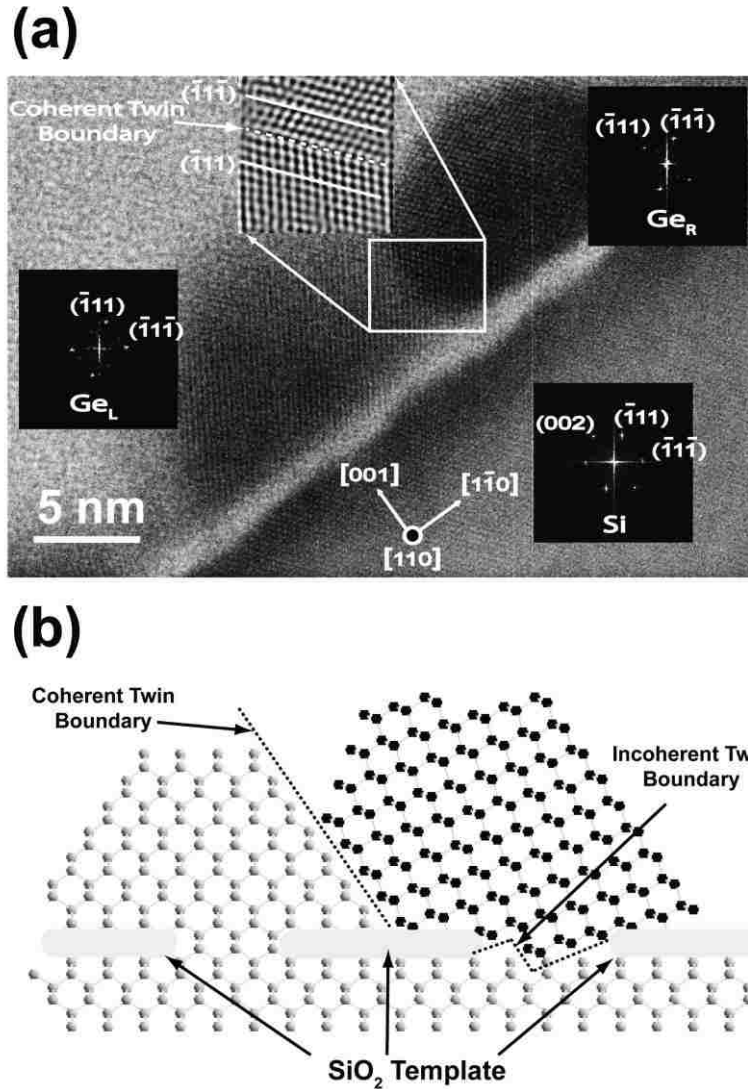 (a)
(1̄11̄)
Coherent Twin
Boundary
(1̄11)
(1̄11) (1̄11̄)
Ge_R
(1̄11)
(1̄11̄)
Ge_L
(002) (1̄11)
(1̄11̄)
Si
[001] [11̄0]
[110]
5 nm
(b)
Coherent Twin
Boundary
Incoherent Tw
Boundary
SiO₂ Template